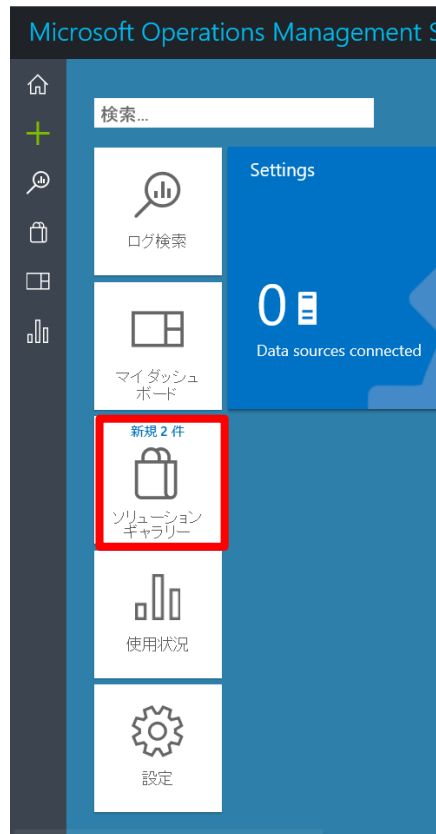 Microsoft Operations Management
検索...
ログ検索
Settings
0
Data sources connected
マイ ダッシュ
ボード
新規 2 件
ソリューション
ギャラリー
使用状況
設定